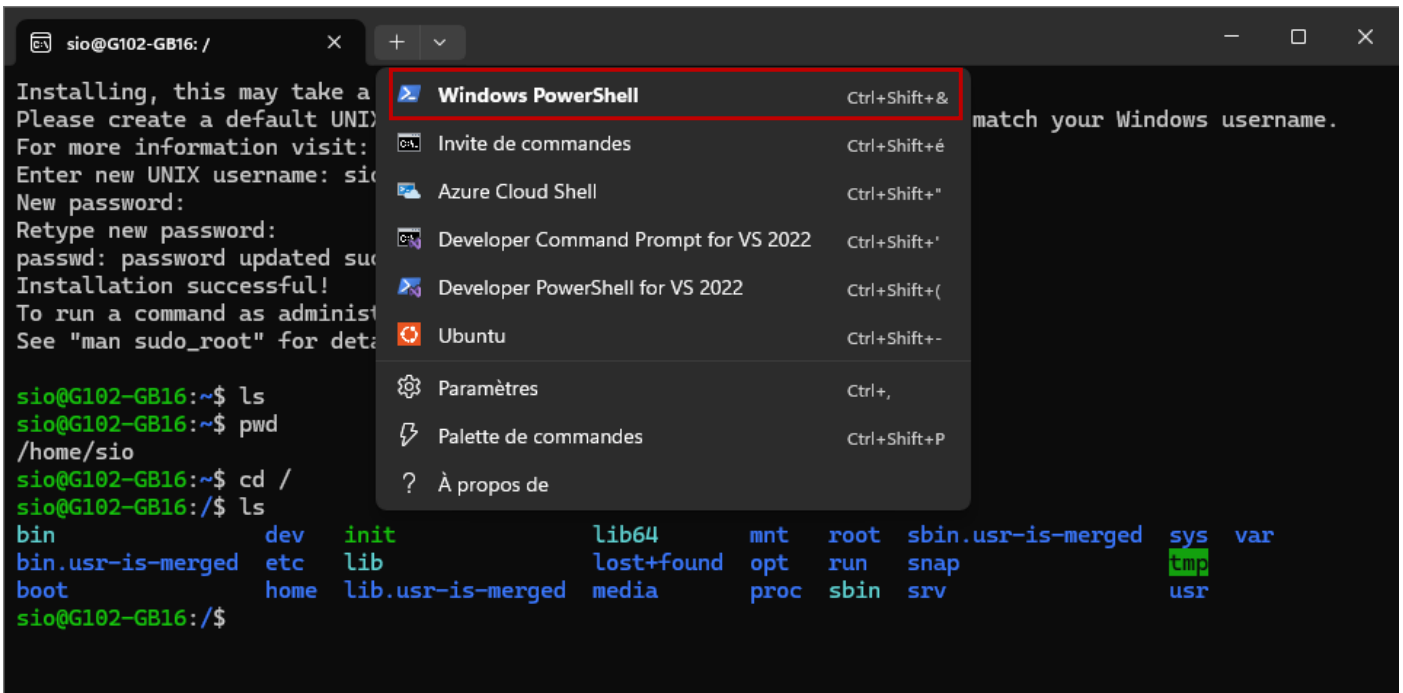 sio@G102-GB16: /
Installing, this may take a
Please create a default UNIX match your Windows username.
For more information visit:
Enter new UNIX username: sio
New password:
Retype new password:
passwd: password updated suc
Installation successful!
To run a command as administ
See "man sudo_root" for deta
Windows PowerShell Ctrl+Shift+&
Invite de commandes Ctrl+Shift+é
Azure Cloud Shell Ctrl+Shift+"
Developer Command Prompt for VS 2022 Ctrl+Shift+'
Developer PowerShell for VS 2022 Ctrl+Shift+(
Ubuntu Ctrl+Shift+-
Paramètres Ctrl+,
Palette de commandes Ctrl+Shift+P
À propos de
sio@G102-GB16:~$ ls
sio@G102-GB16:~$ pwd
/home/sio
sio@G102-GB16:~$ cd /
sio@G102-GB16:/$ ls
bin dev init lib64 mnt root sbin.usr-is-merged sys var
bin.usr-is-merged etc lib lost+found opt run snap tmp
boot home lib.usr-is-merged media proc sbin srv usr
sio@G102-GB16:/$